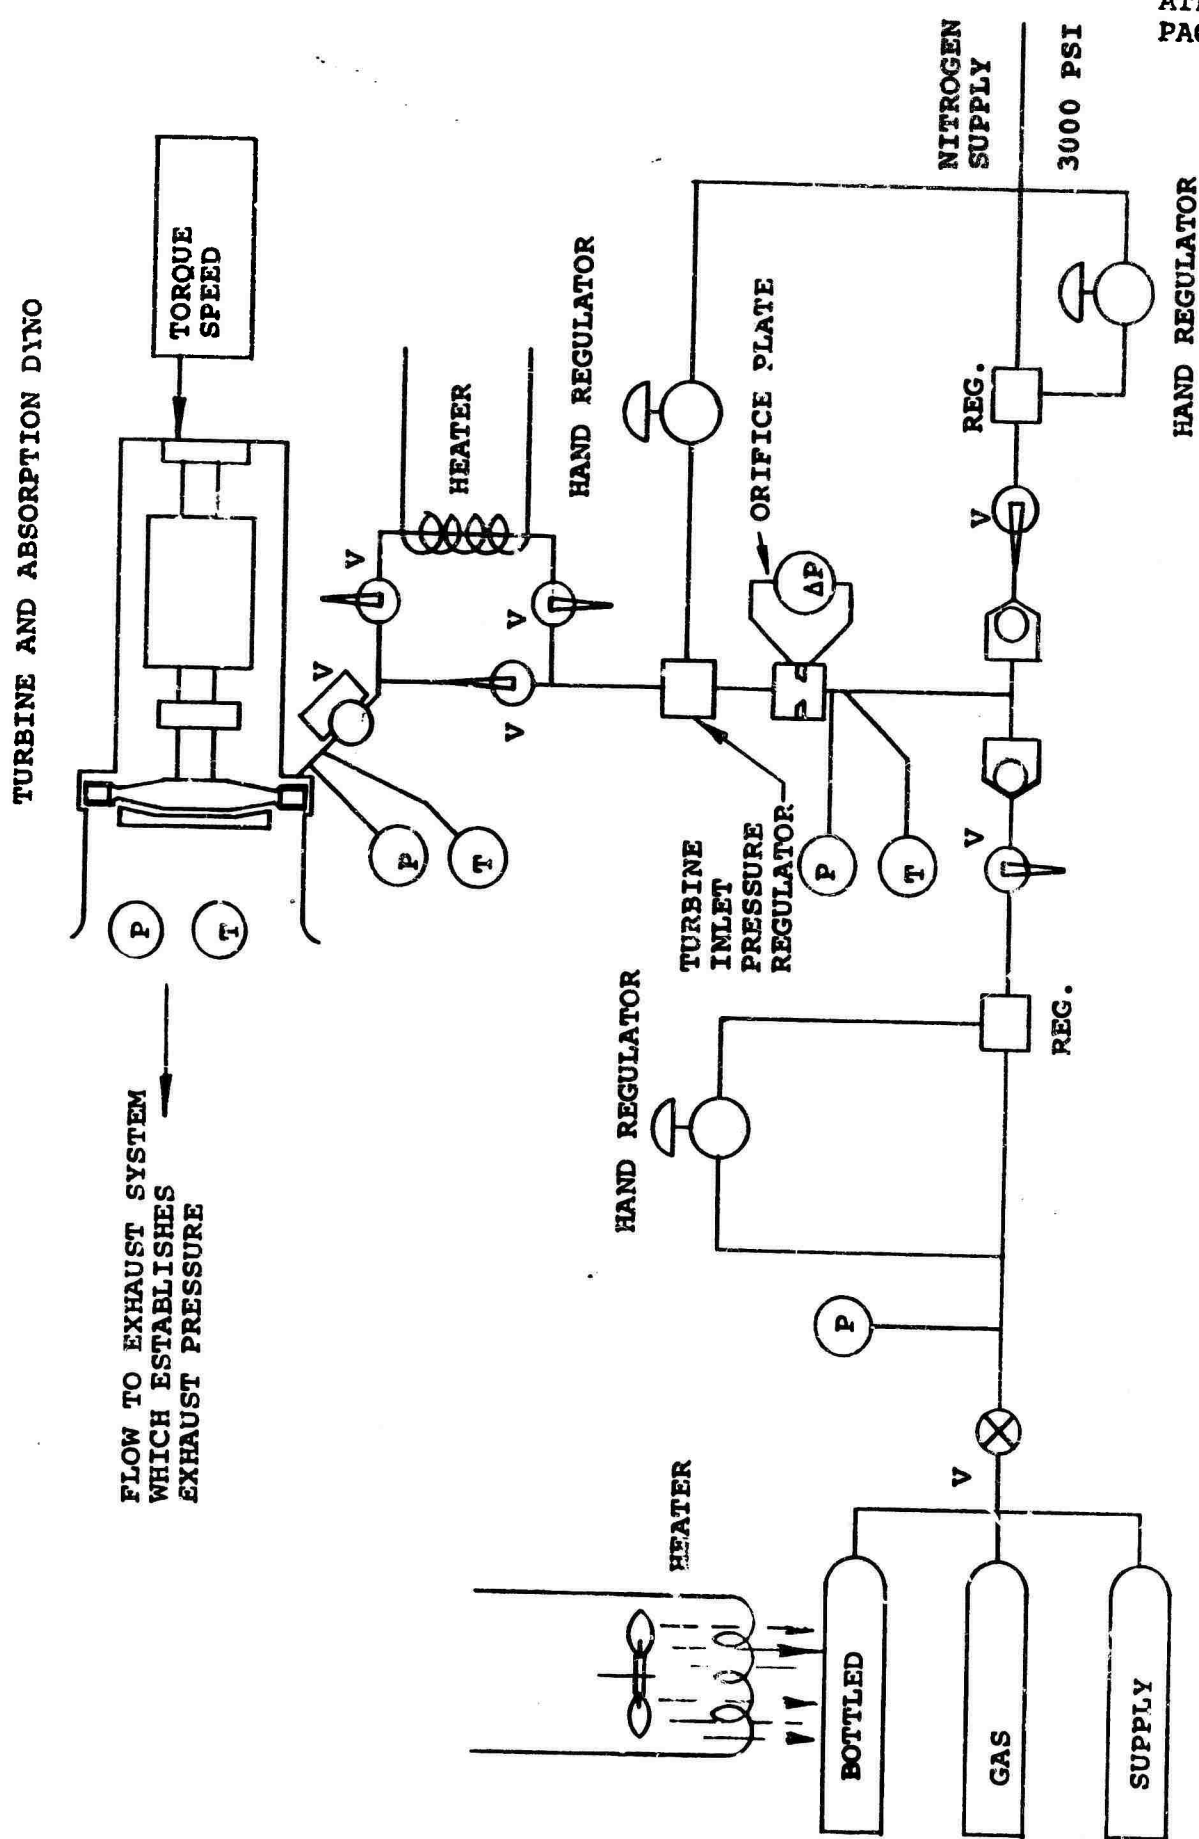 TURBINE AND ABSORPTION DYNO
TORQUE
SPEED
FLOW TO EXHAUST SYSTEM
WHICH ESTABLISHES
EXHAUST PRESSURE
P
T
P
T
V
V
V
V
HEATER
HAND REGULATOR
TURBINE
INLET
PRESSURE
REGULATOR
ORIFICE PLATE
ΔP
P
T
NITROGEN
SUPPLY
3000 PSI
HAND REGULATOR
REG.
V
V
REG.
HAND REGULATOR
P
V
HEATER
BOTTLED
GAS
SUPPLY